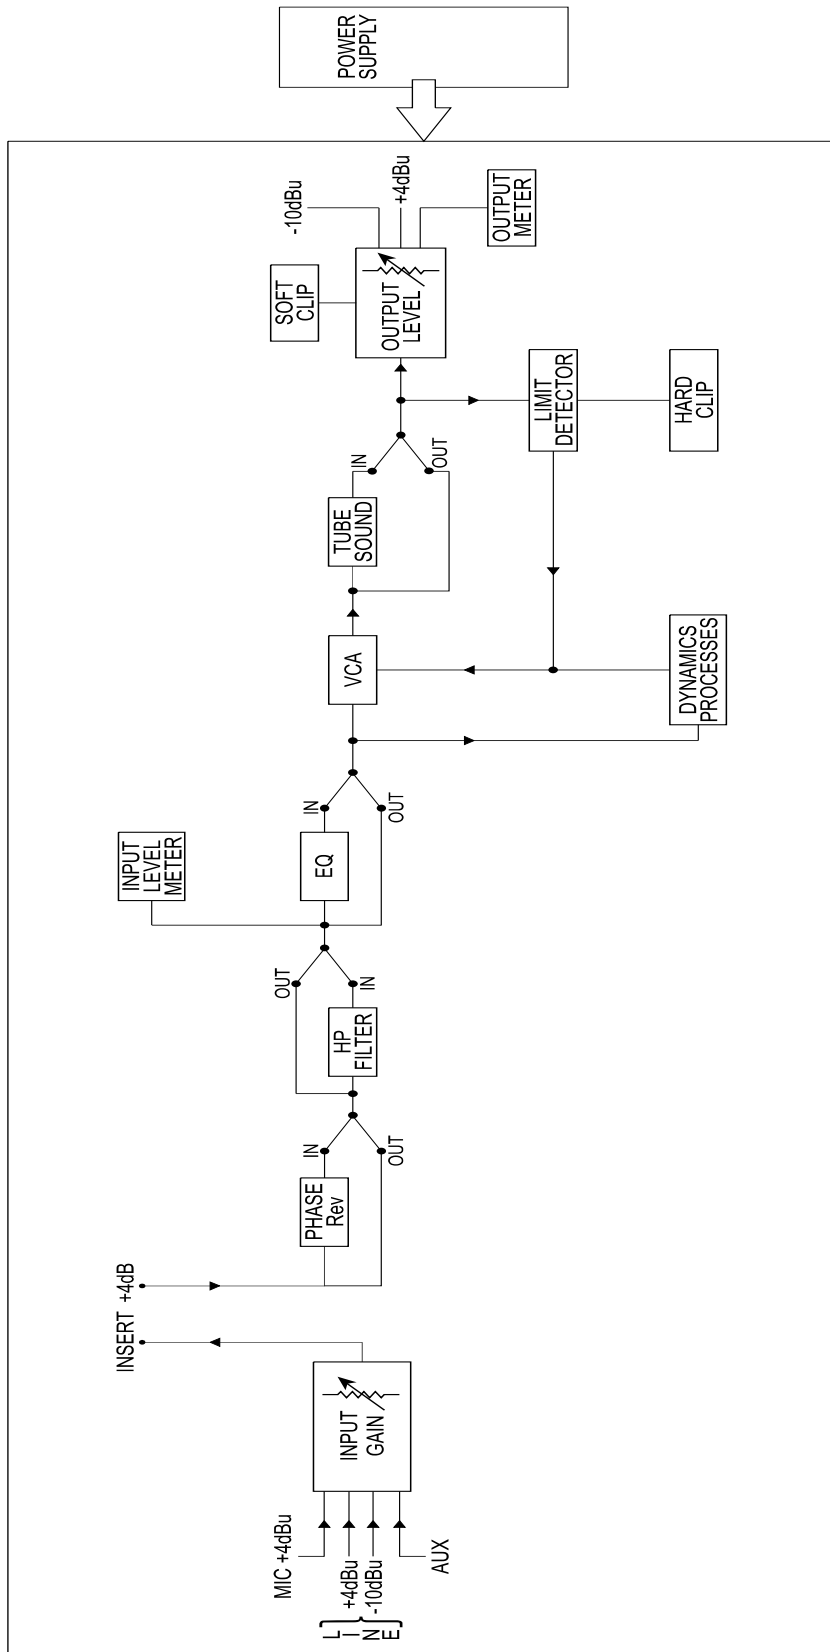 MIC +4dBu
LINE
+4dBu
-10dBu
AUX
INPUT
GAIN
INSERT +4dB
PHASE
Rev
IN
OUT
HP
FILTER
OUT
IN
INPUT
LEVEL
METER
EQ
IN
OUT
VCA
DYNAMICS
PROCESSES
TUBE
SOUND
IN
OUT
LIMIT
DETECTOR
HARD
CLIP
SOFT
CLIP
OUTPUT
LEVEL
-10dBu
+4dBu
OUTPUT
METER
POWER
SUPPLY